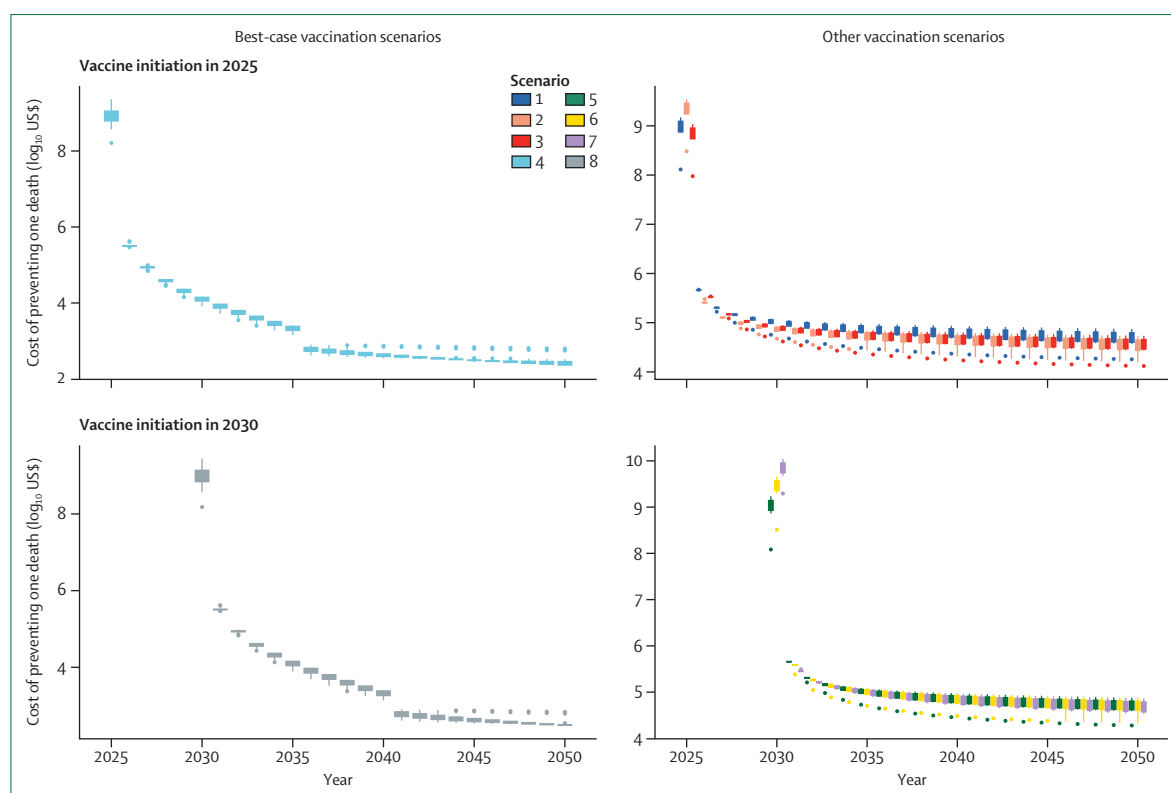 Best-case vaccination scenarios
Other vaccination scenarios
Vaccine initiation in 2025
Scenario
1 5
2 6
3 7
4 8
Cost of preventing one death (log₁₀ US$)
8
6
4
2
9
8
7
6
5
4
Vaccine initiation in 2030
Cost of preventing one death (log₁₀ US$)
8
6
4
10
9
8
7
6
5
4
2025 2030 2035 2040 2045 2050
Year
2025 2030 2035 2040 2045 2050
Year